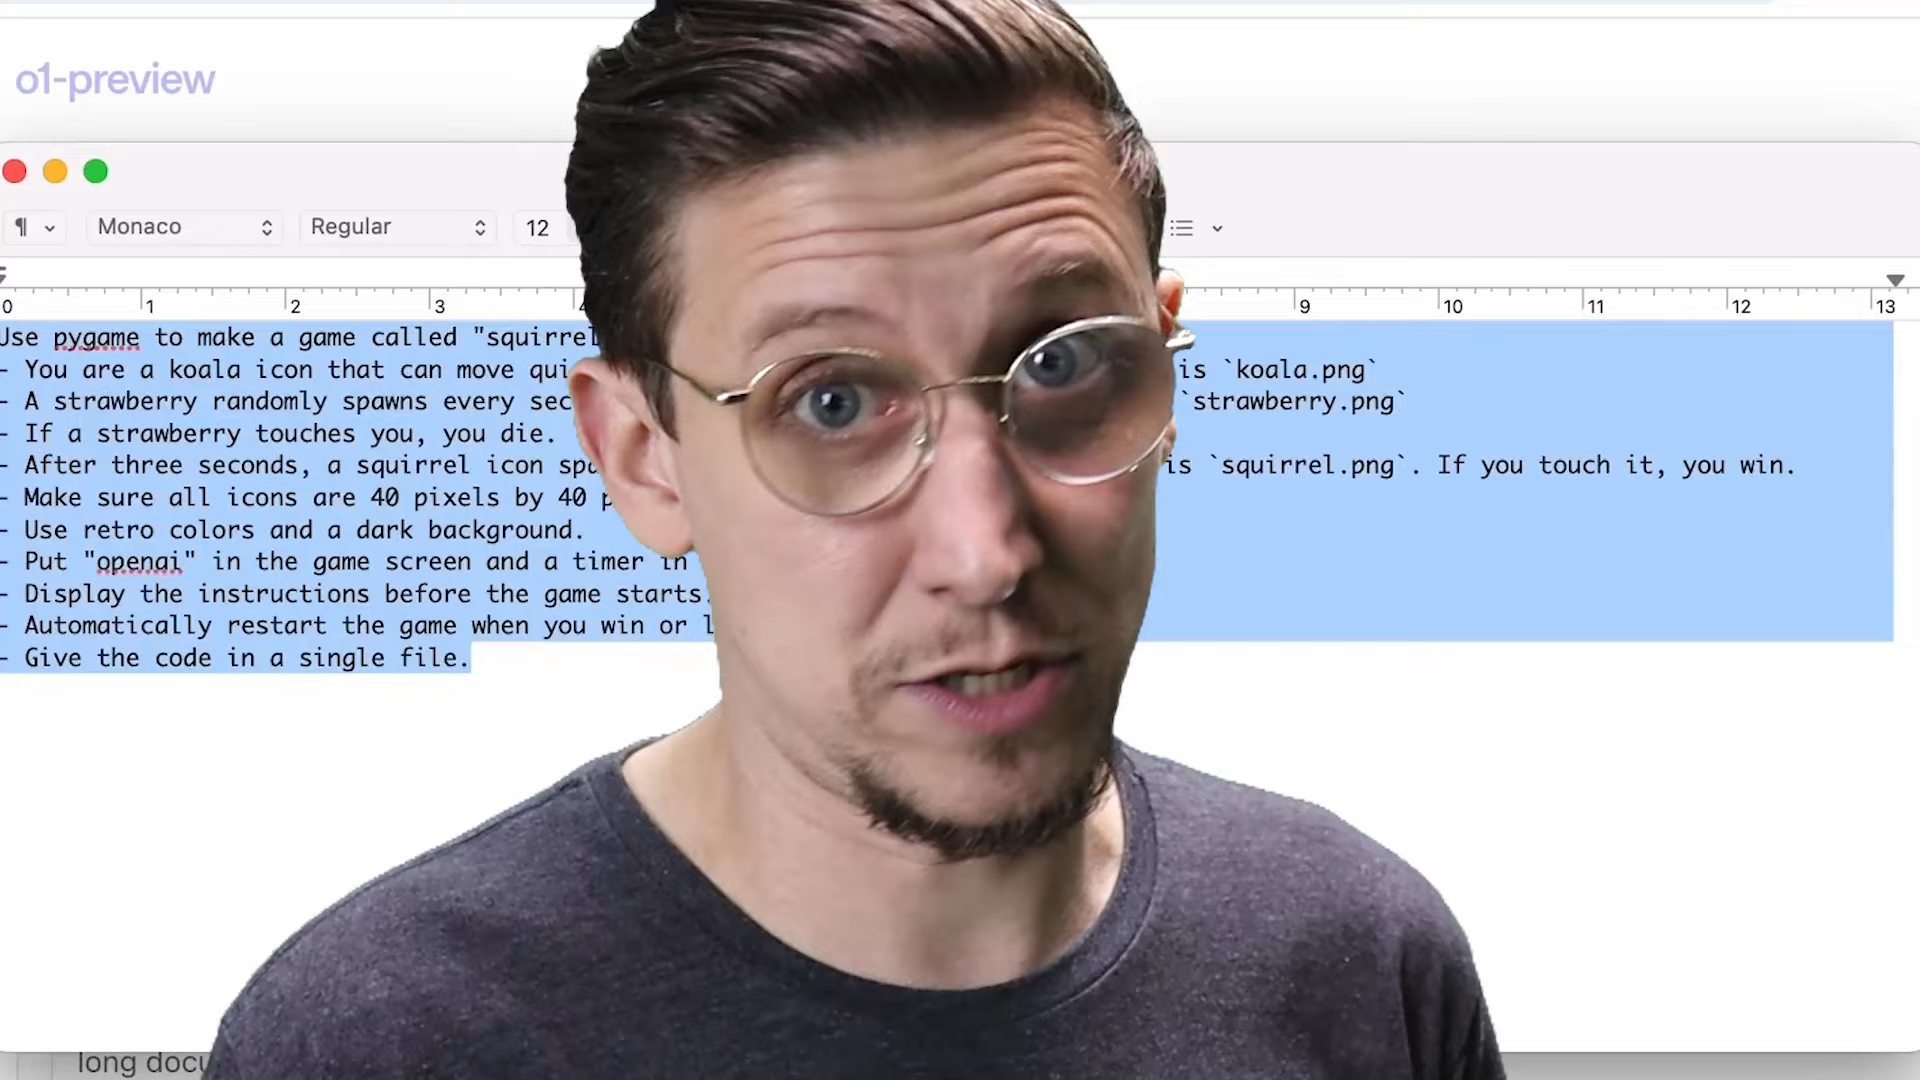 o1-preview
¶ Monaco Regular 12
0 1 2 3 9 10 11 12 13
Use pygame to make a game called "squirrel
- You are a koala icon that can move is `koala.png`
- A strawberry randomly spawns every `strawberry.png`
- If a strawberry touches you, you die.
- After three seconds, a squirrel icon is `squirrel.png`. If you touch it, you win.
- Make sure all icons are 40 pixels by 40
- Use retro colors and a dark background.
- Put "openai" in the game screen and a timer in
- Display the instructions before the game starts.
- Automatically restart the game when you win or
- Give the code in a single file.
long